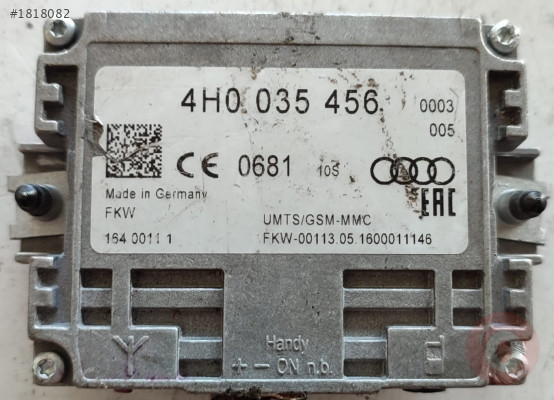 #1818082
4H0 035 456
0003
005
CE 0681 10S
Made in Germany
FKW
EAC
UMTS/GSM-MMC
164 0011 1
FKW-00113.05.1600011146
Handy
+ - ON n.b.